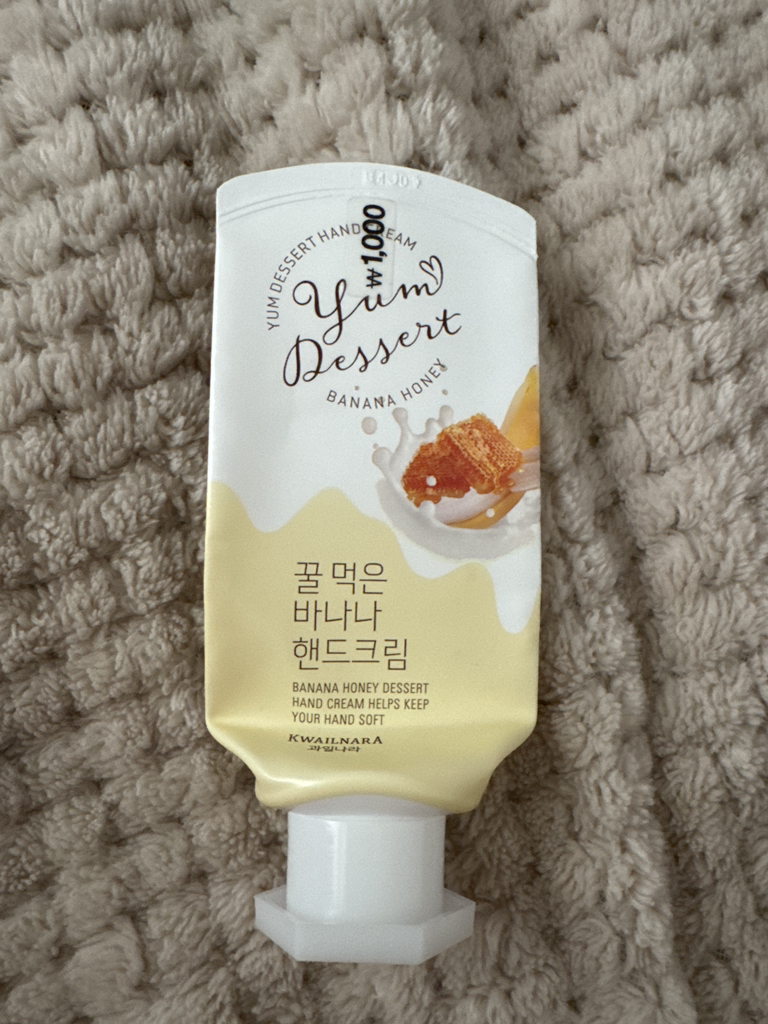 YUM DESSERT HAND CREAM
₩1,000
Yum
Dessert
BANANA HONEY
꿀 먹은
바나나
핸드크림
BANANA HONEY DESSERT
HAND CREAM HELPS KEEP
YOUR HAND SOFT
KWAILNARA
과일나라